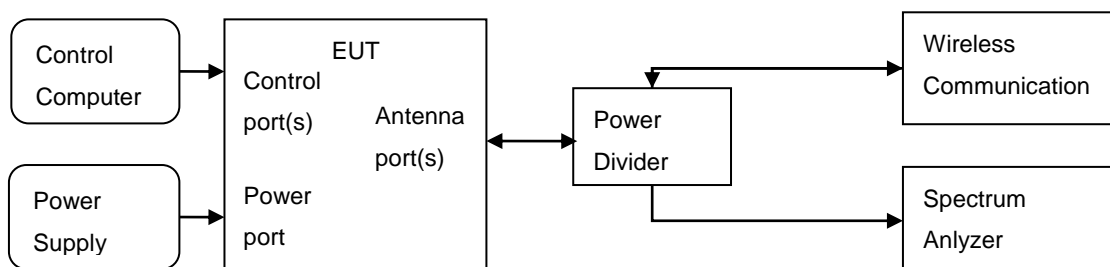 Control
Computer
Power
Supply
EUT
Control
port(s)
Power
port
Antenna
port(s)
Power
Divider
Wireless
Communication
Spectrum
Anlyzer